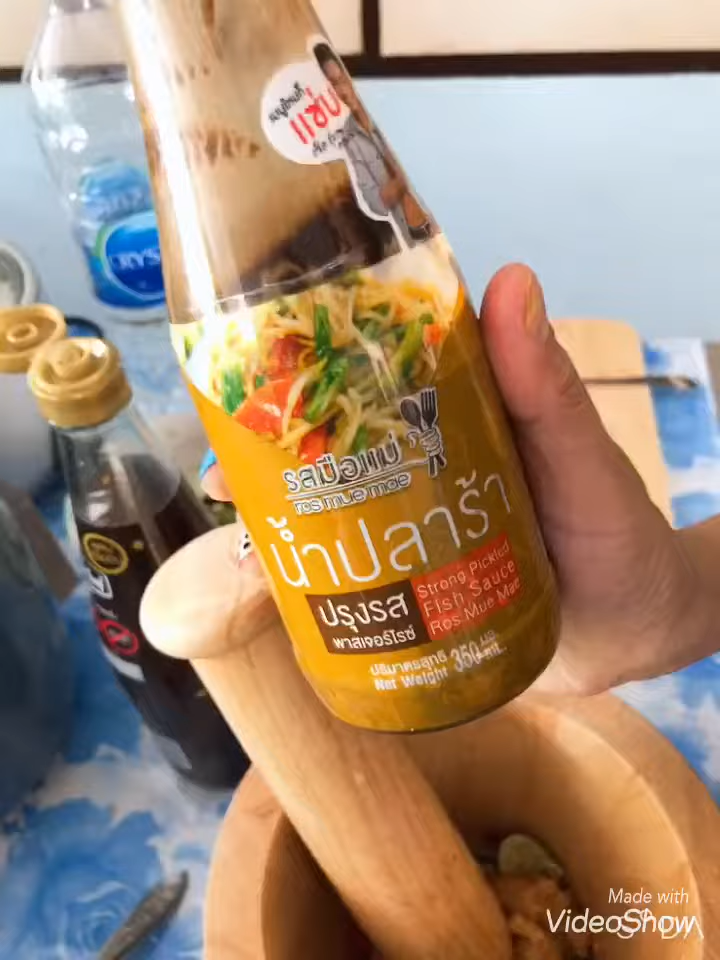 แซ่บ
CRYS
รสมือแม่
ros mue mae
น้ำปลาร้า
ปรุงรส
พาสเจอร์ไรซ์
Strong Pickled
Fish Sauce
Ros Mue Mae
ปริมาตรสุทธิ 350 มล.
Net Weight ml.
Made with
VideoShow